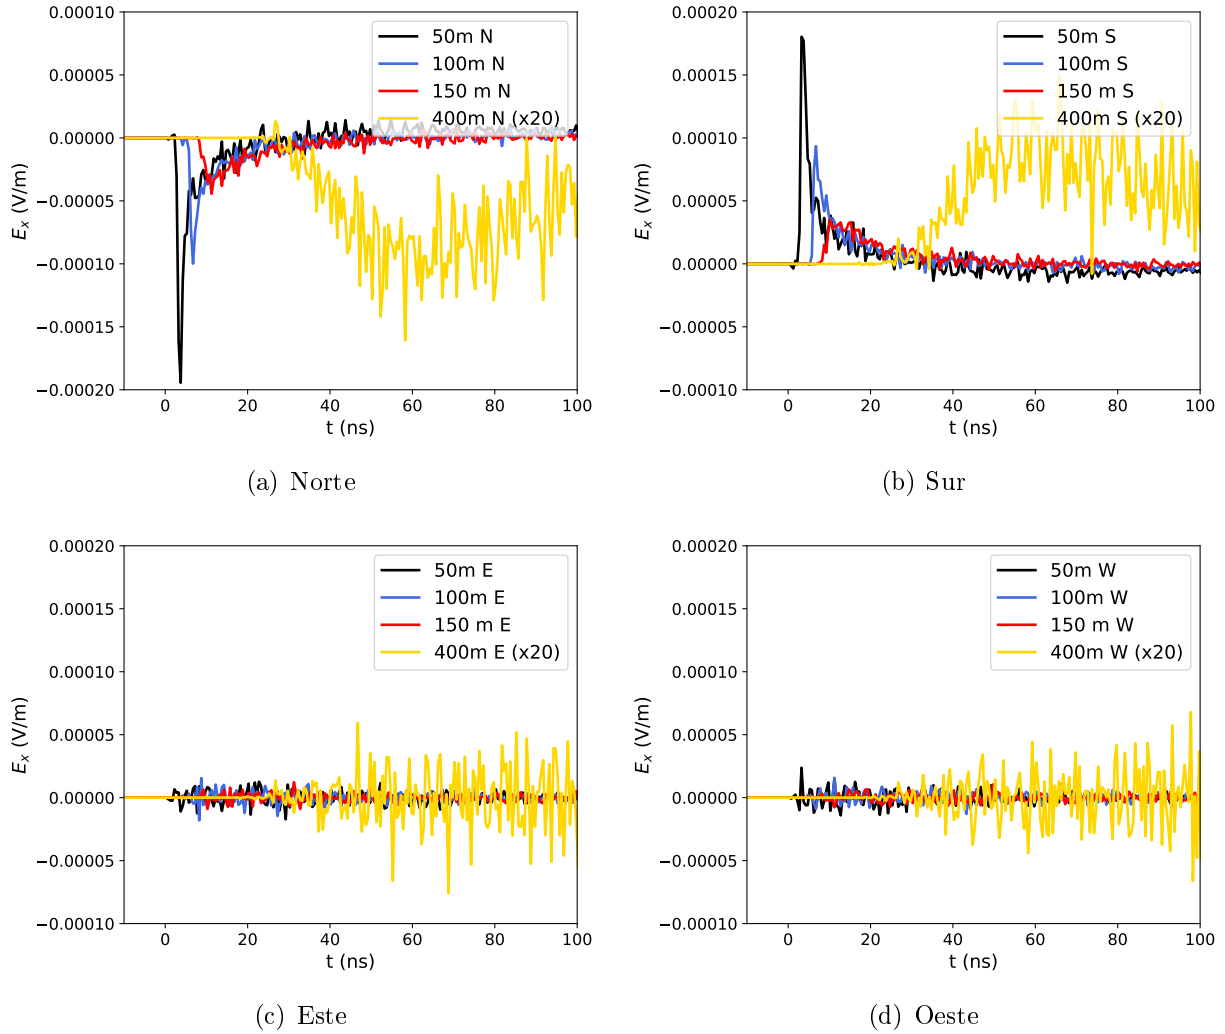 0.00010
0.00005
0.00000
−0.00005
−0.00010
−0.00015
−0.00020
E_x (V/m)
50m N
100m N
150 m N
400m N (x20)
0 20 40 60 80 100
t (ns)
(a) Norte
0.00020
0.00015
0.00010
0.00005
0.00000
−0.00005
−0.00010
E_x (V/m)
50m S
100m S
150 m S
400m S (x20)
0 20 40 60 80 100
t (ns)
(b) Sur
0.00020
0.00015
0.00010
0.00005
0.00000
−0.00005
−0.00010
E_x (V/m)
50m E
100m E
150 m E
400m E (x20)
0 20 40 60 80 100
t (ns)
(c) Este
0.00020
0.00015
0.00010
0.00005
0.00000
−0.00005
−0.00010
E_x (V/m)
50m W
100m W
150 m W
400m W (x20)
0 20 40 60 80 100
t (ns)
(d) Oeste